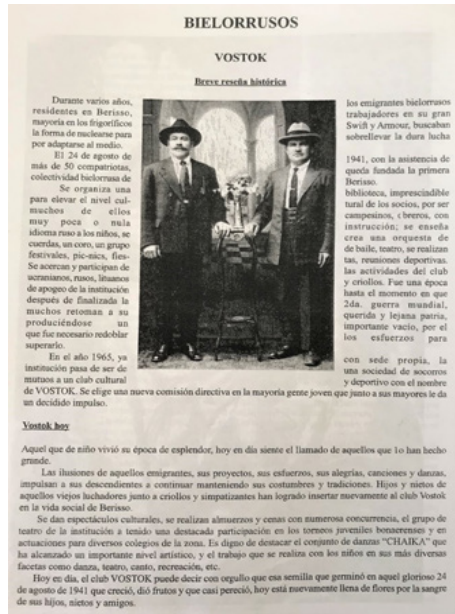 BIELORRUSOS
VOSTOK
Breve reseña histórica
Durante varios años, los emigrantes bielorrusos
residentes en Berisso, trabajadores en su gran
mayoría en los frigoríficos Swift y Armour, buscaban
la forma de nuclearse para sobrellevar la dura lucha
por adaptarse al medio.
El 24 de agosto de 1941, con la asistencia de
más de 50 compatriotas, queda fundada la primera
colectividad bielorrusa de Berisso.
Se organiza una biblioteca, imprescindible
para elevar el nivel cul- tural de los socios, por ser
muchos de ellos campesinos, obreros, con
muy poca o nula instrucción; se enseña
idioma ruso a los niños, se crea una orquesta de
cuerdas, un coro, un grupo de baile, teatro, se realizan
festivales, pic-nics, fies- tas, reuniones deportivas.
Se acercan y participan de las actividades del club
ucranianos, rusos, lituanos y criollos. Fue una época
de apogeo de la institución hasta el momento en que
después de finalizada la 2da. guerra mundial,
muchos retornan a su querida y lejana patria,
produciéndose un importante vacío, por el
que fue necesario redoblar los esfuerzos para
superarlo.
En el año 1965, ya con sede propia, la
institución pasa de ser de una sociedad de socorros
mutuos a un club cultural y deportivo con el nombre
de VOSTOK. Se elige una nueva comisión directiva en la mayoría gente joven que junto a sus mayores le da
un decidido impulso.
Vostok hoy
Aquel que de niño vivió su época de esplendor, hoy en día siente el llamado de aquellos que lo han hecho
grande.
Las ilusiones de aquellos emigrantes, sus proyectos, sus esfuerzos, sus alegrías, canciones y danzas,
impulsan a sus descendientes a continuar manteniendo sus costumbres y tradiciones. Hijos y nietos de
aquellos viejos luchadores junto a criollos y simpatizantes han logrado insertar nuevamente al club Vostok
en la vida social de Berisso.
Se dan espectáculos culturales, se realizan almuerzos y cenas con numerosa concurrencia, el grupo de
teatro de la institución a tenido una destacada participación en los torneos juveniles bonaerenses y en
actuaciones para diversos colegios de la zona. Es digno de destacar el conjunto de danzas "CHAIKA" que
ha alcanzado un importante nivel artístico, y el trabajo que se realiza con los niños en sus más diversas
facetas como danza, teatro, canto, recreación, etc.
Hoy en día, el club VOSTOK puede decir con orgullo que esa semilla que germinó en aquel glorioso 24
de agosto de 1941 que creció, dió frutos y que casi pereció, hoy está nuevamente llena de flores por la sangre
de sus hijos, nietos y amigos.